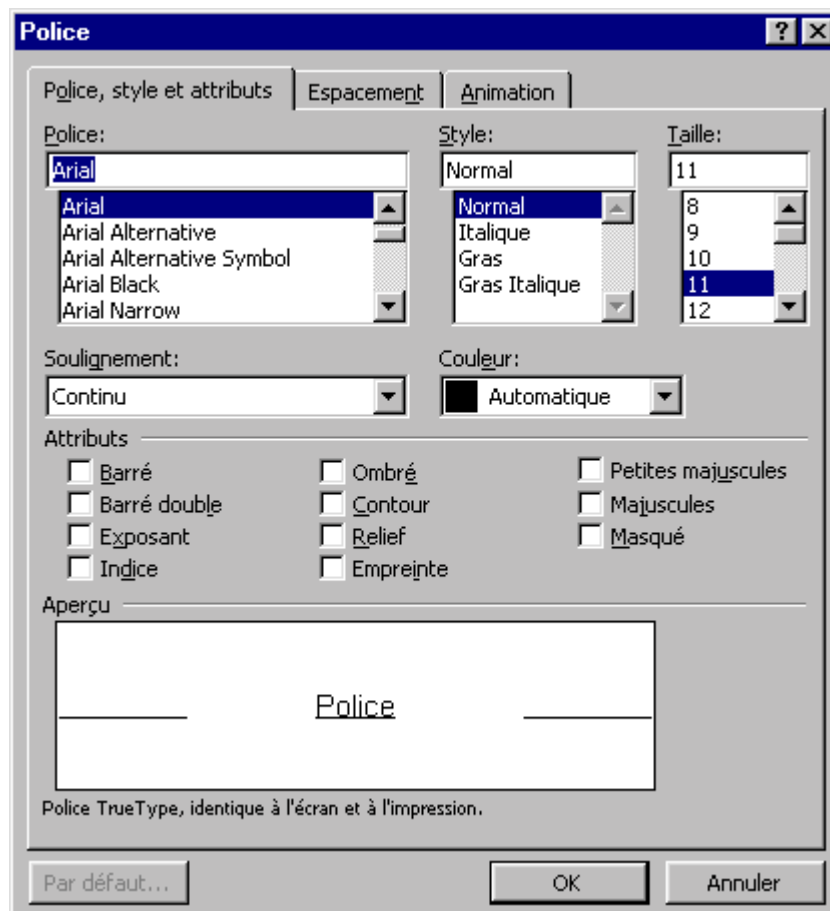 Police
Police, style et attributs Espacement Animation
Police: Style: Taille:
Arial Normal 11
Arial Normal 8
Arial Alternative Italique 9
Arial Alternative Symbol Gras 10
Arial Black Gras Italique 11
Arial Narrow 12
Soulignement: Couleur:
Continu Automatique
Attributs
Barré Ombré Petites majuscules
Barré double Contour Majuscules
Exposant Relief Masqué
Indice Empreinte
Aperçu
Police
Police TrueType, identique à l'écran et à l'impression.
Par défaut... OK Annuler